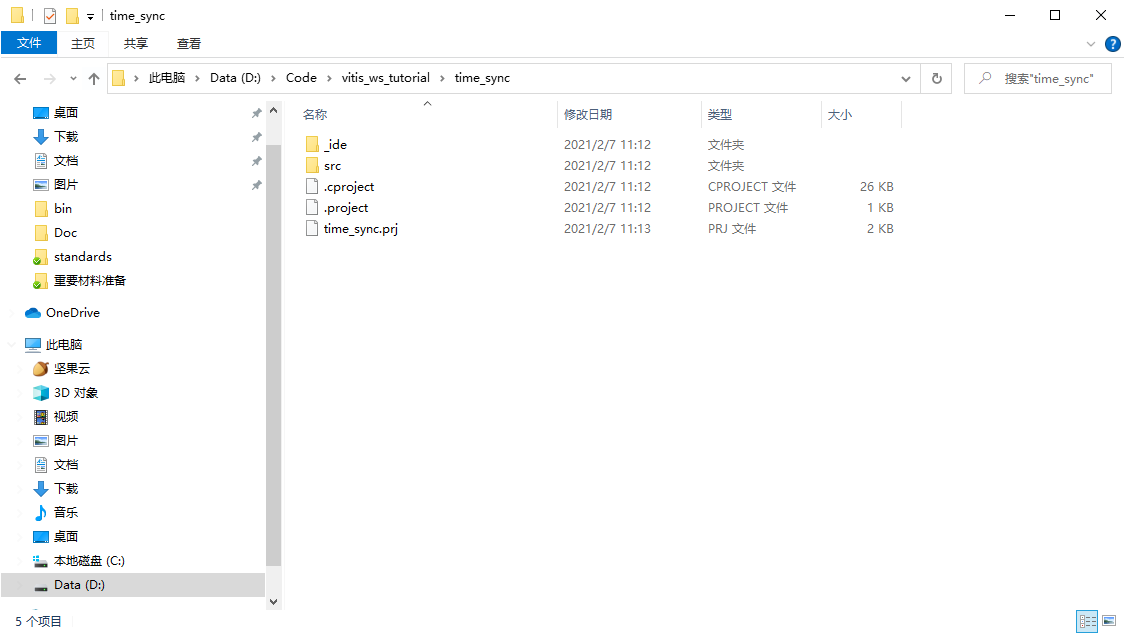 time_sync
文件 主页 共享 查看
此电脑 › Data (D:) › Code › vitis_ws_tutorial › time_sync
搜索"time_sync"
桌面
下载
文档
图片
bin
Doc
standards
重要材料准备
OneDrive
此电脑
坚果云
3D 对象
视频
图片
文档
下载
音乐
桌面
本地磁盘 (C:)
Data (D:)
名称 修改日期 类型 大小
_ide 2021/2/7 11:12 文件夹
src 2021/2/7 11:12 文件夹
.cproject 2021/2/7 11:12 CPROJECT 文件 26 KB
.project 2021/2/7 11:12 PROJECT 文件 1 KB
time_sync.prj 2021/2/7 11:13 PRJ 文件 2 KB
5 个项目